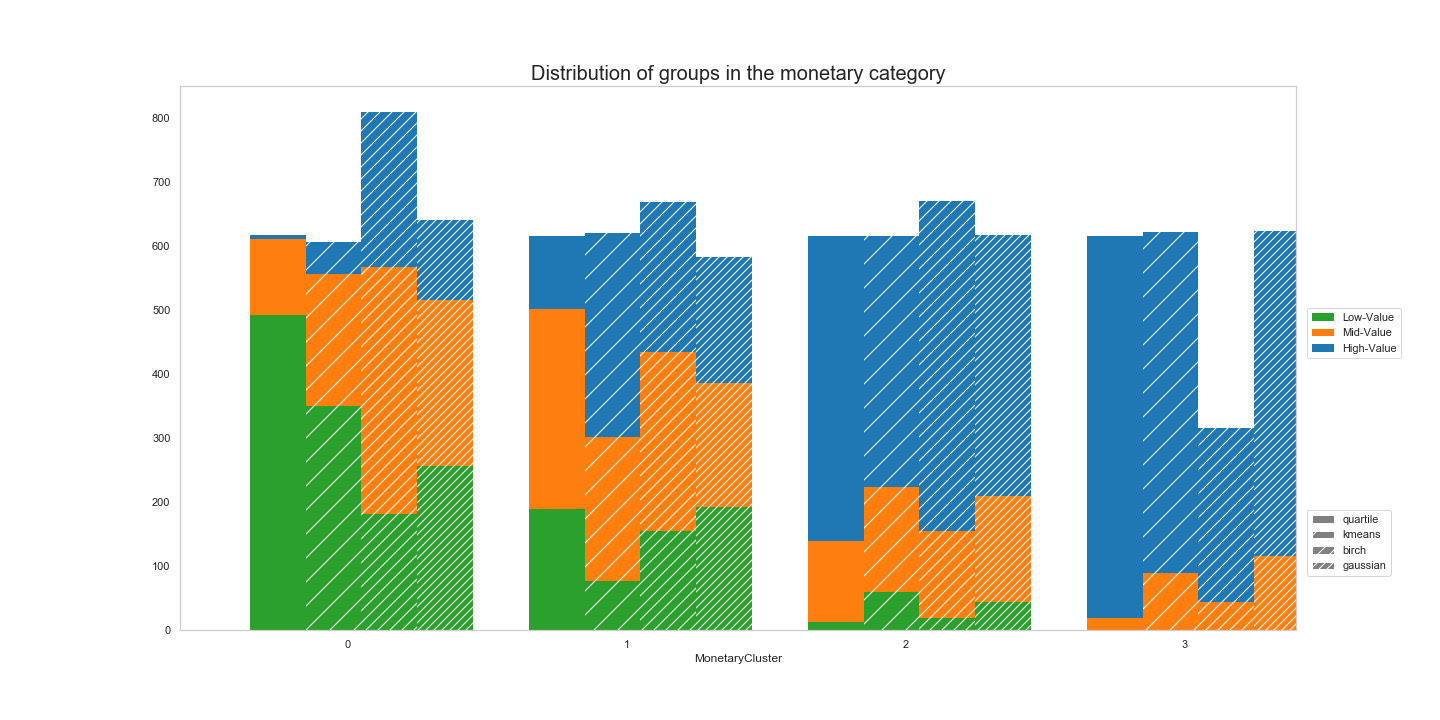 Distribution of groups in the monetary category
800
700
600
500
400
300
200
100
0
0 1 2 3
MonetaryCluster
Low-Value
Mid-Value
High-Value
quartile
kmeans
birch
gaussian